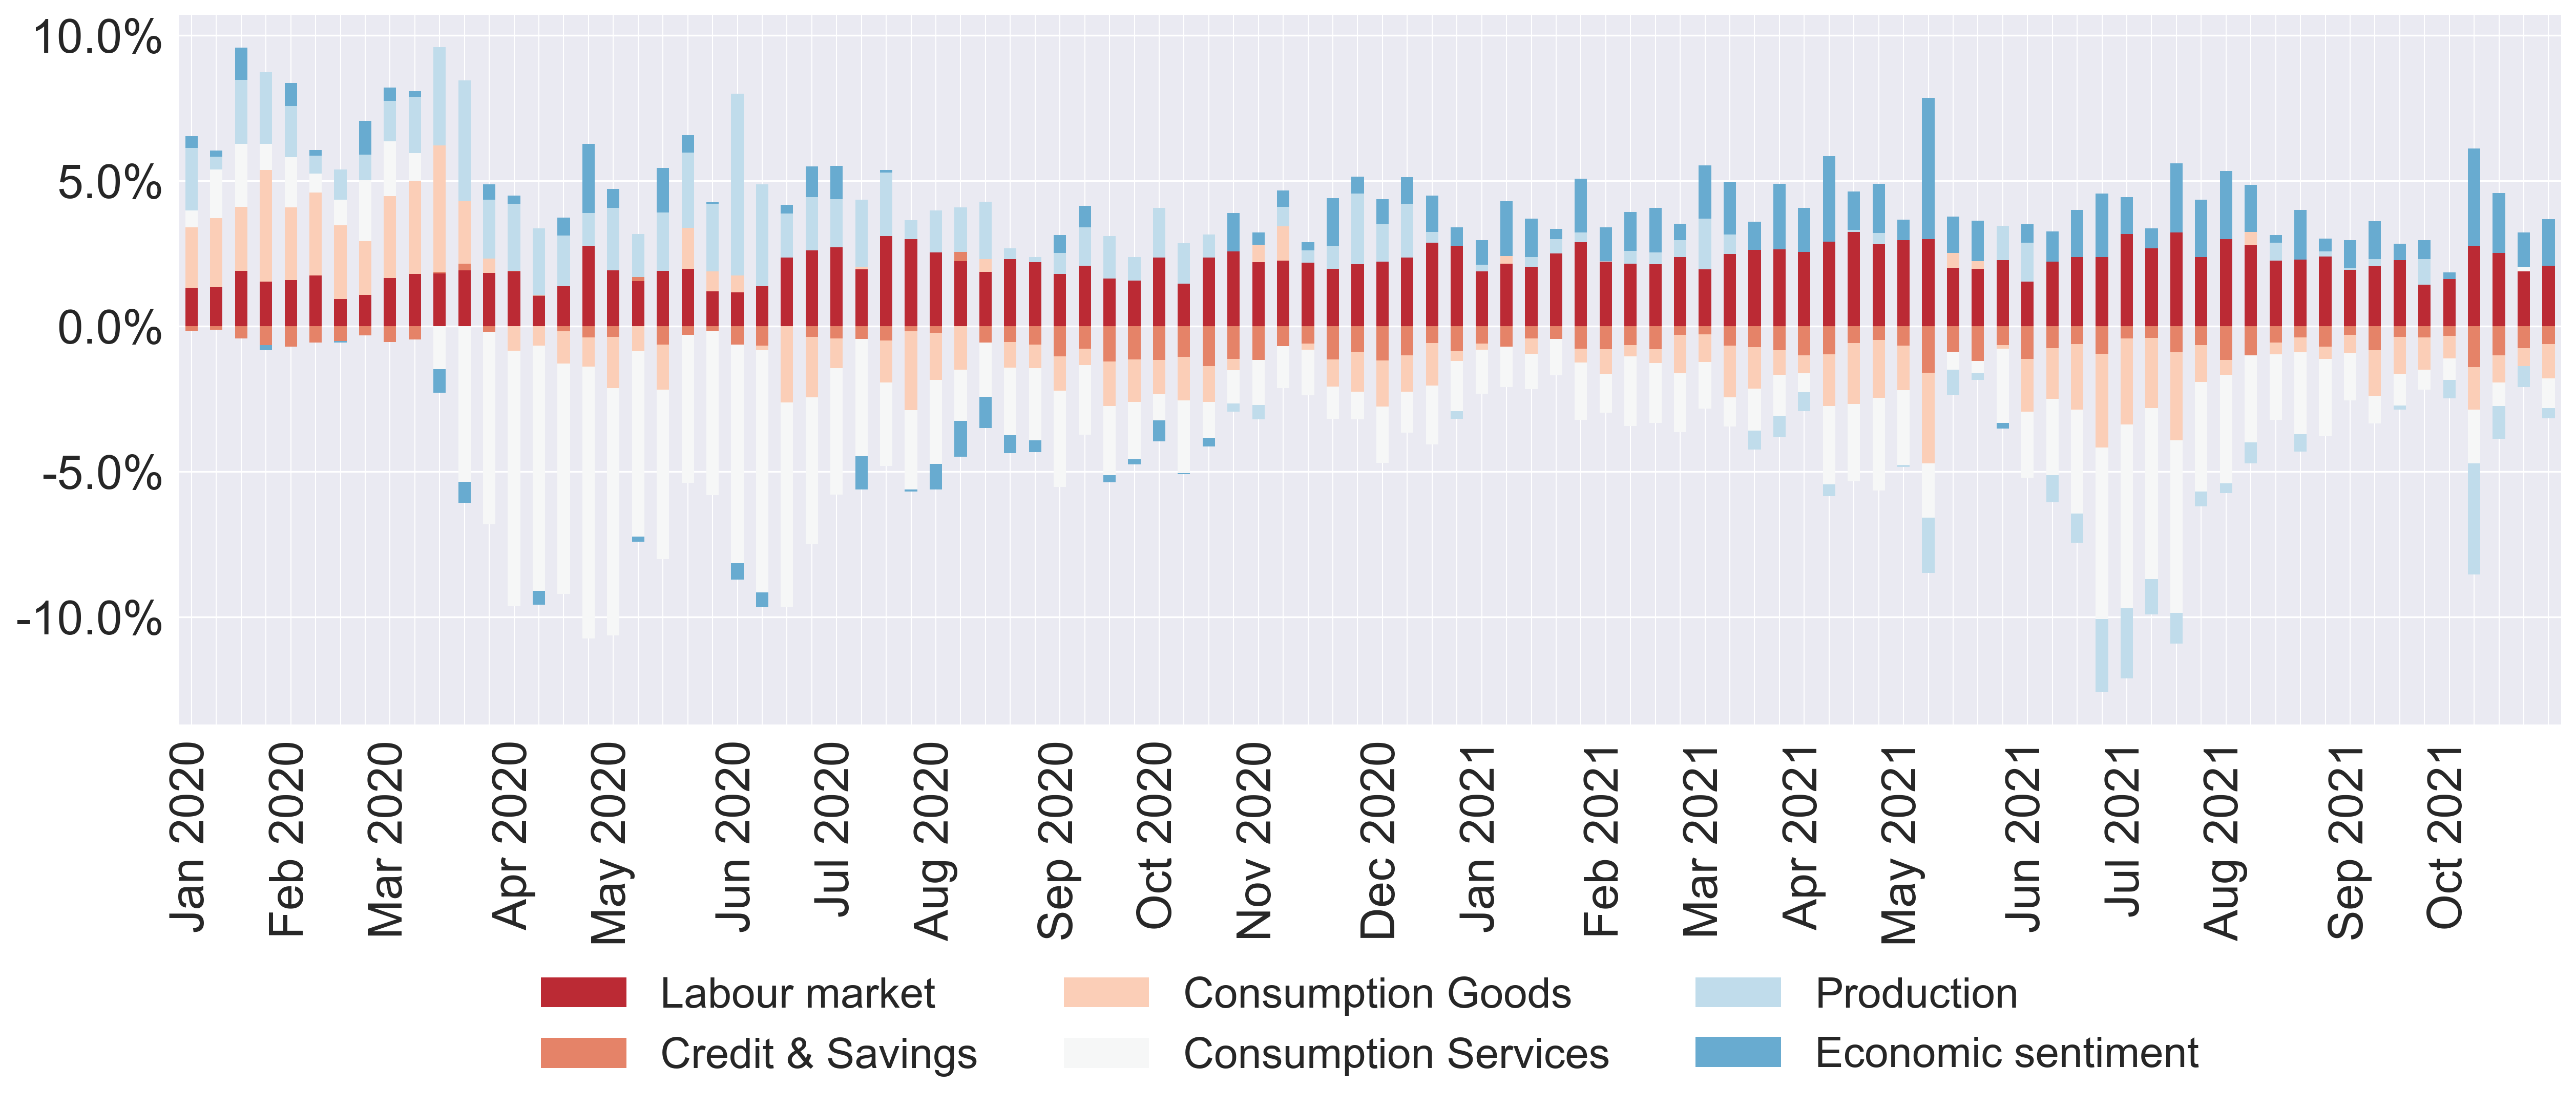 10.0%
5.0%
0.0%
-5.0%
-10.0%
Jan 2020
Feb 2020
Mar 2020
Apr 2020
May 2020
Jun 2020
Jul 2020
Aug 2020
Sep 2020
Oct 2020
Nov 2020
Dec 2020
Jan 2021
Feb 2021
Mar 2021
Apr 2021
May 2021
Jun 2021
Jul 2021
Aug 2021
Sep 2021
Oct 2021
Labour market
Consumption Goods
Production
Credit & Savings
Consumption Services
Economic sentiment